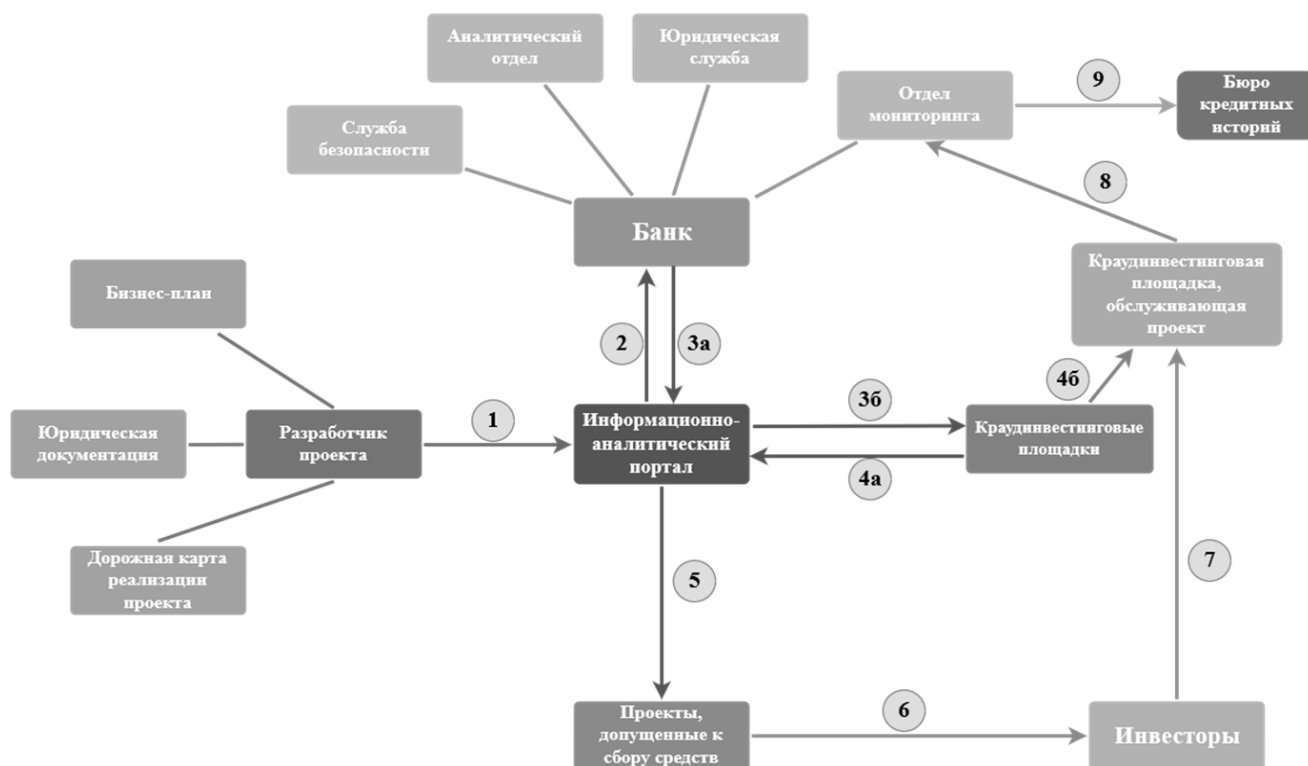 Аналитический
отдел
Юридическая
служба
Служба
безопасности
Отдел
мониторинга
9
Бюро
кредитных
историй
8
Банк
Краудинвестинговая
площадка,
обслуживающая
проект
Бизнес-план
2
3а
4б
3б
Юридическая
документация
Разработчик
проекта
1
Информационно-
аналитический
портал
Краудинвестинговые
площадки
4а
Дорожная карта
реализации
проекта
5
7
Проекты,
допущенные к
сбору средств
6
Инвесторы